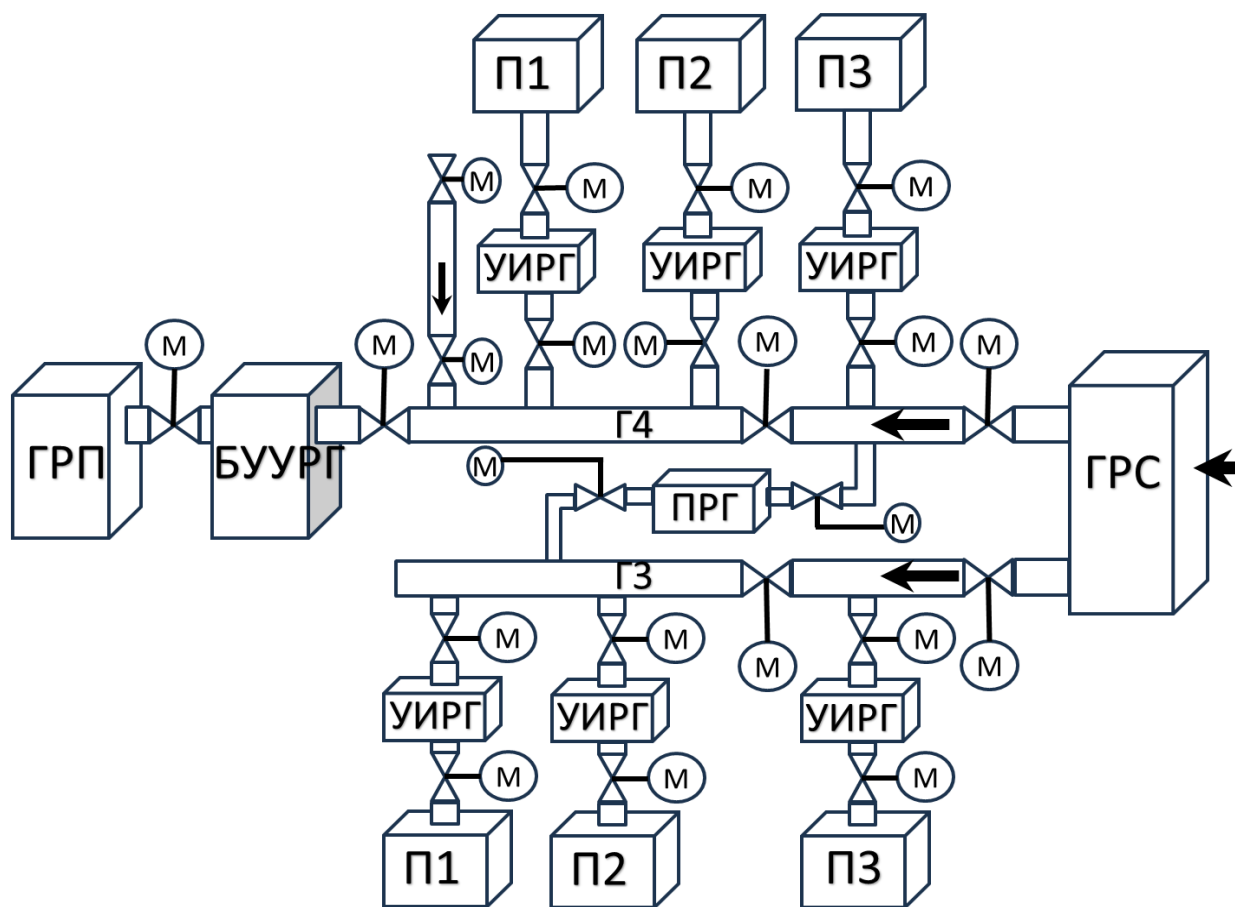 П1 П2 П3
М М М М
УИРГ УИРГ УИРГ
М М М М М М М М
Г4
ГРП БУУРГ ГРС
М ПРГ М
Г3
М М М М М
УИРГ УИРГ УИРГ
М М М
П1 П2 П3